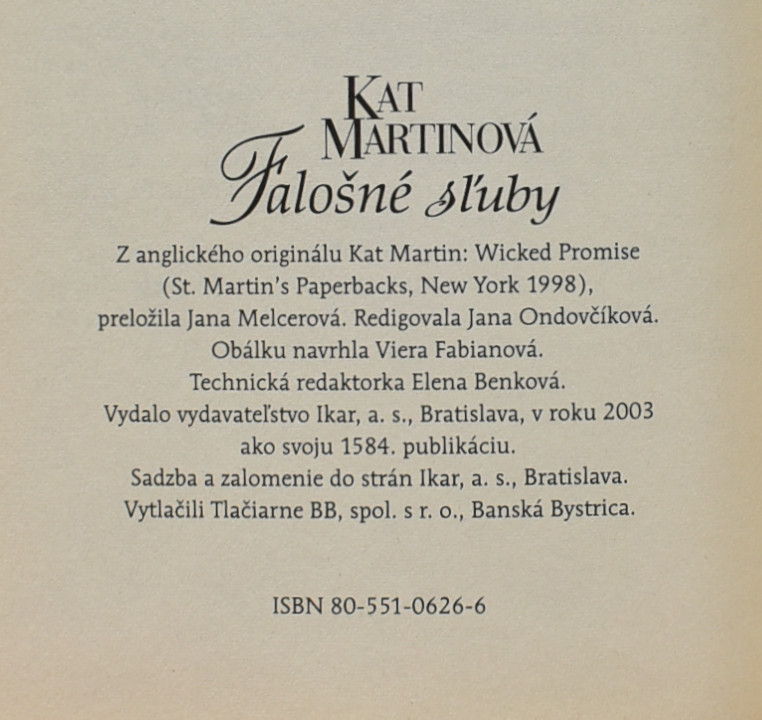 KAT
MARTINOVÁ
Falošné sľuby
Z anglického originálu Kat Martin: Wicked Promise
(St. Martin's Paperbacks, New York 1998),
preložila Jana Melcerová. Redigovala Jana Ondovčíková.
Obálku navrhla Viera Fabianová.
Technická redaktorka Elena Benková.
Vydalo vydavateľstvo Ikar, a. s., Bratislava, v roku 2003
ako svoju 1584. publikáciu.
Sadzba a zalomenie do strán Ikar, a. s., Bratislava.
Vytlačili Tlačiarne BB, spol. s r. o., Banská Bystrica.
ISBN 80-551-0626-6